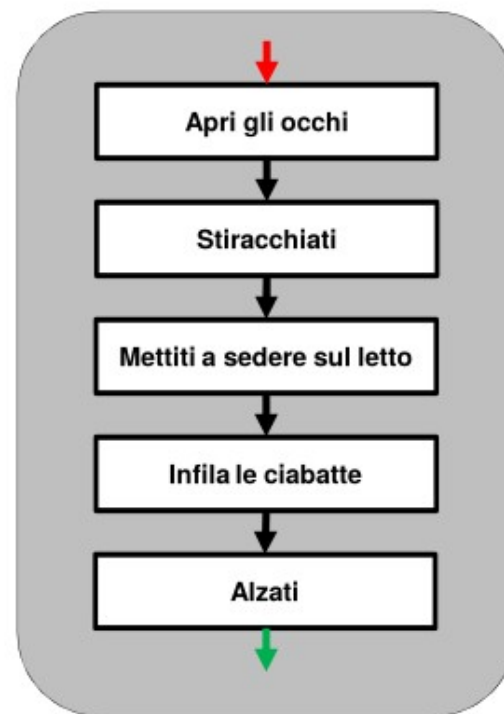 Apri gli occhi
Stiracchiati
Mettiti a sedere sul letto
Infila le ciabatte
Alzati